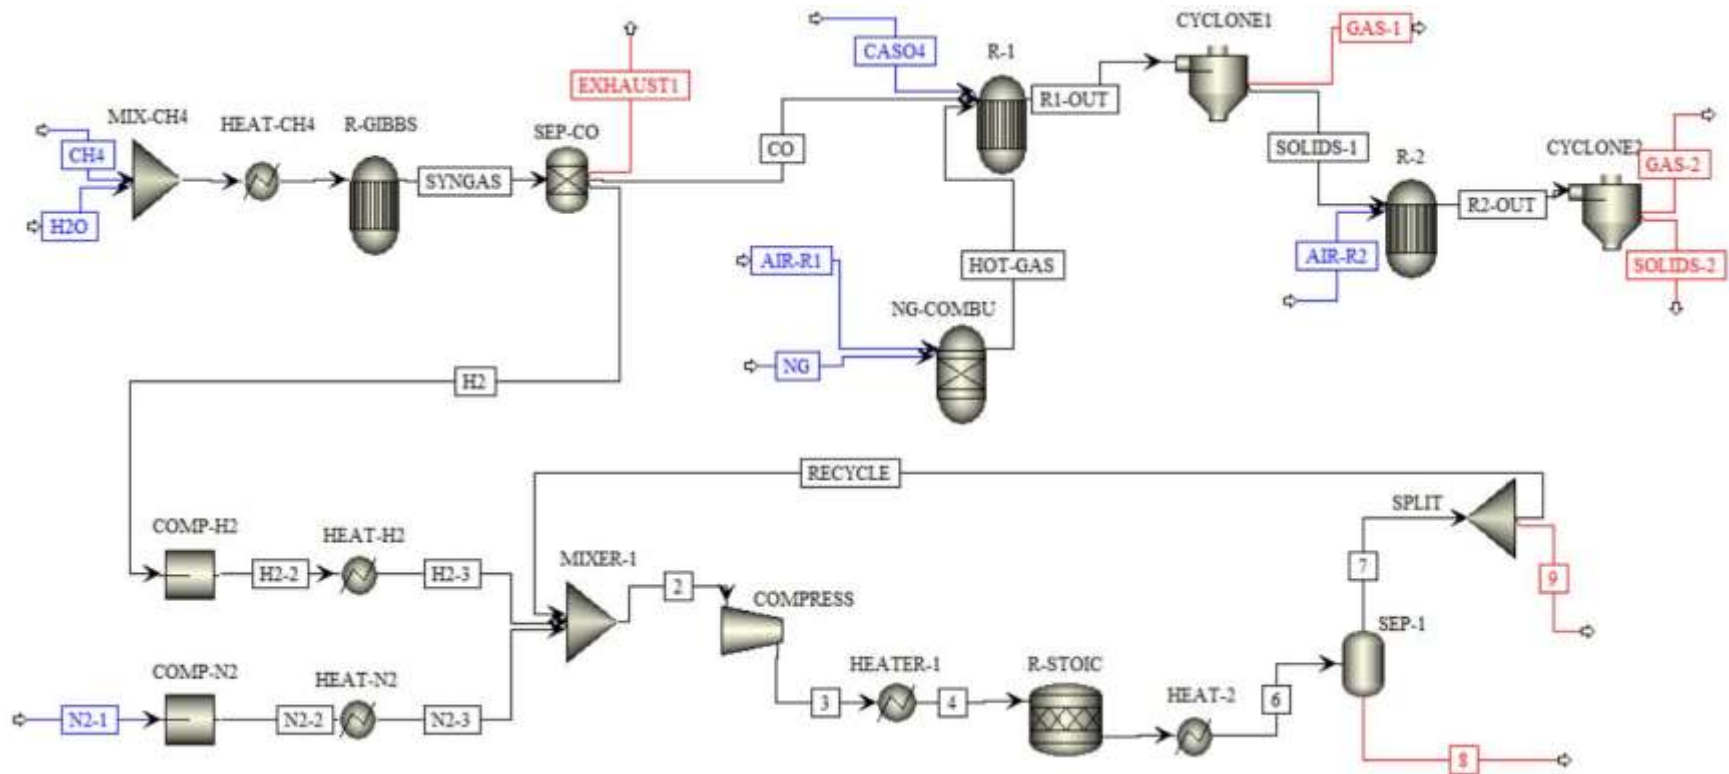 CYCLONE1
GAS-1
CASO4
R-1
R1-OUT
EXHAUST1
MIX-CH4
HEAT-CH4
R-GIBBS
SEP-CO
CH4
SYNGAS
CO
SOLIDS-1
R-2
CYCLONE2
GAS-2
H2O
R2-OUT
AIR-R1
HOT-GAS
AIR-R2
SOLIDS-2
NG-COMBU
NG
H2
RECYCLE
SPLIT
COMP-H2
HEAT-H2
MIXER-1
H2-2
H2-3
2
COMPRESS
7
9
SEP-1
COMP-N2
HEAT-N2
HEATER-1
R-STOIC
HEAT-2
N2-1
N2-2
N2-3
3
4
6
8